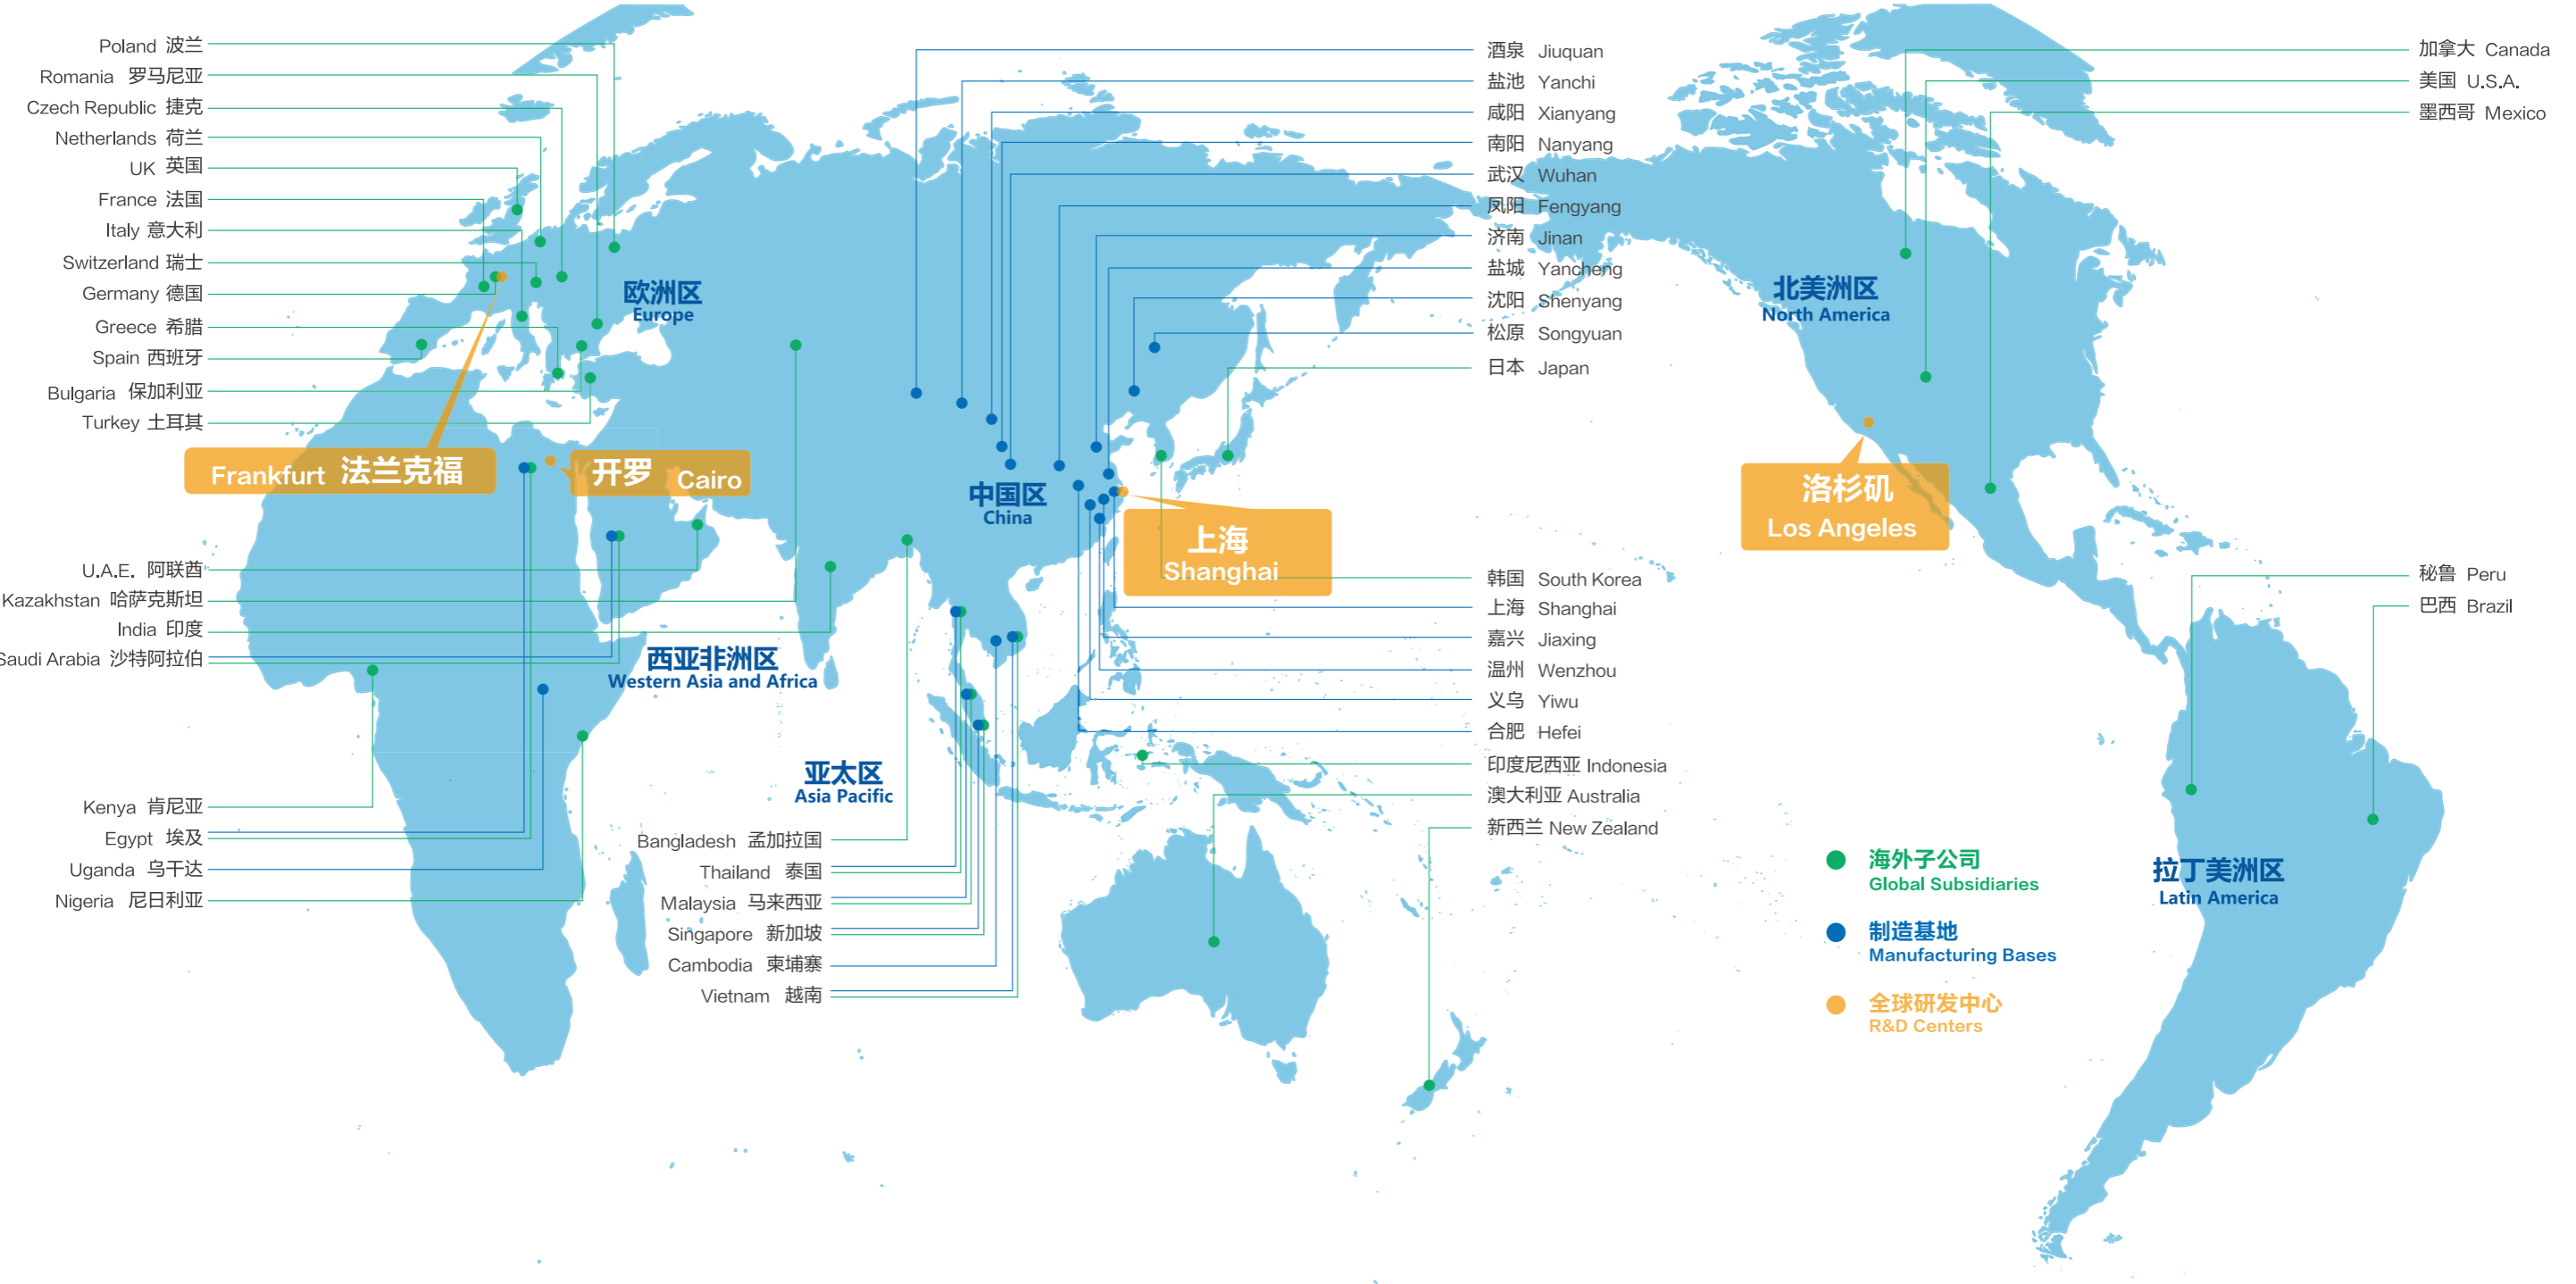 Poland 波兰
Romania 罗马尼亚
Czech Republic 捷克
Netherlands 荷兰
UK 英国
France 法国
Italy 意大利
Switzerland 瑞士
Germany 德国
Greece 希腊
Spain 西班牙
Bulgaria 保加利亚
Turkey 土耳其
Frankfurt 法兰克福
开罗 Cairo
欧洲区
Europe
U.A.E. 阿联酋
Kazakhstan 哈萨克斯坦
India 印度
Saudi Arabia 沙特阿拉伯
西亚非洲区
Western Asia and Africa
Kenya 肯尼亚
Egypt 埃及
Uganda 乌干达
Nigeria 尼日利亚
亚太区
Asia Pacific
Bangladesh 孟加拉国
Thailand 泰国
Malaysia 马来西亚
Singapore 新加坡
Cambodia 柬埔寨
Vietnam 越南
中国区
China
酒泉 Jiuquan
盐池 Yanchi
咸阳 Xianyang
南阳 Nanyang
武汉 Wuhan
凤阳 Fengyang
济南 Jinan
盐城 Yancheng
沈阳 Shenyang
松原 Songyuan
日本 Japan
上海
Shanghai
韩国 South Korea
上海 Shanghai
嘉兴 Jiaxing
温州 Wenzhou
义乌 Yiwu
合肥 Hefei
印度尼西亚 Indonesia
澳大利亚 Australia
新西兰 New Zealand
加拿大 Canada
美国 U.S.A.
墨西哥 Mexico
北美洲区
North America
洛杉矶
Los Angeles
秘鲁 Peru
巴西 Brazil
拉丁美洲区
Latin America
海外子公司
Global Subsidiaries
制造基地
Manufacturing Bases
全球研发中心
R&D Centers